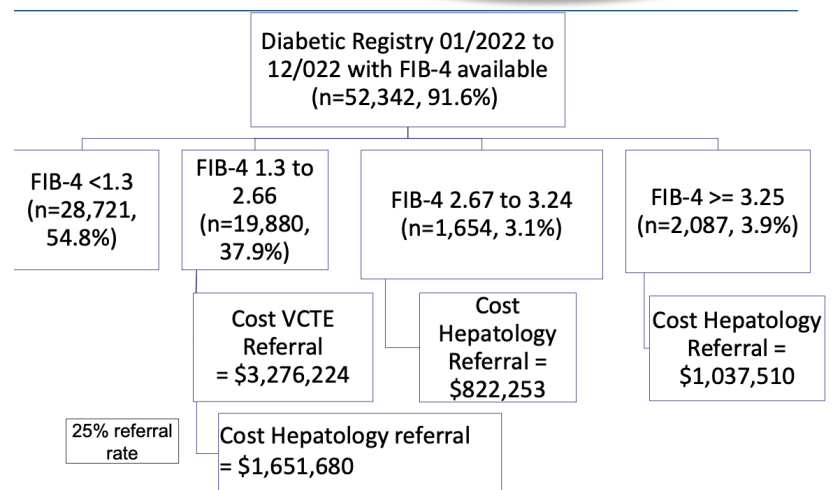 Diabetic Registry 01/2022 to
12/022 with FIB-4 available
(n=52,342, 91.6%)
FIB-4 <1.3
(n=28,721,
54.8%)
FIB-4 1.3 to
2.66
(n=19,880,
37.9%)
FIB-4 2.67 to 3.24
(n=1,654, 3.1%)
FIB-4 >= 3.25
(n=2,087, 3.9%)
Cost VCTE
Referral
= $3,276,224
Cost
Hepatology
Referral =
$822,253
Cost Hepatology
Referral =
$1,037,510
25% referral
rate
Cost Hepatology referral
= $1,651,680